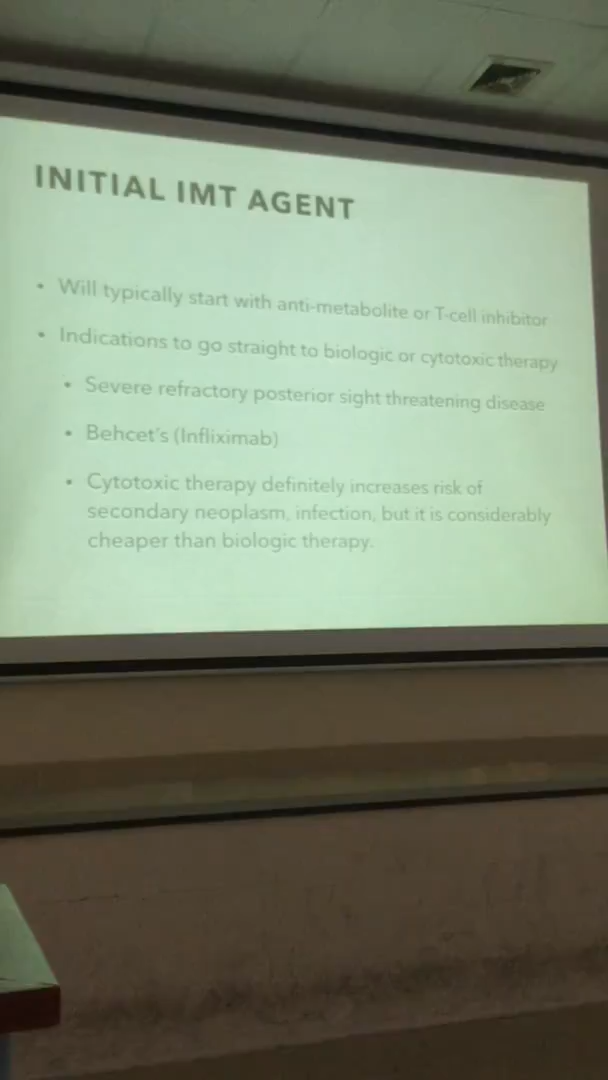 INITIAL IMT AGENT
• Will typically start with anti-metabolite or T-cell inhibitor
• Indications to go straight to biologic or cytotoxic therapy
• Severe refractory posterior sight threatening disease
• Behcet's (Infliximab)
• Cytotoxic therapy definitely increases risk of
secondary neoplasm, infection, but it is considerably
cheaper than biologic therapy.